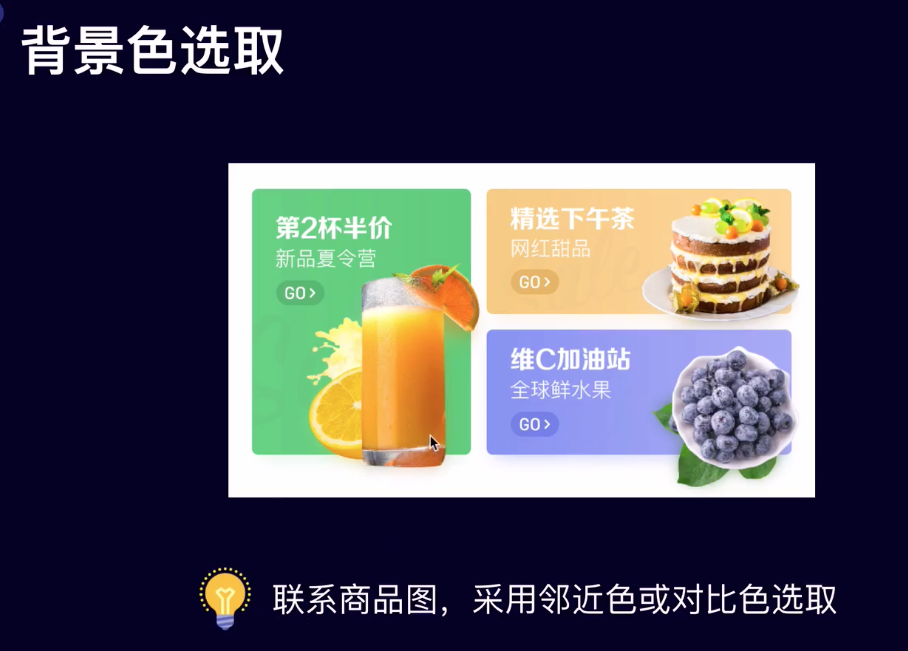 背景色选取
第2杯半价
新品夏令营
GO>
精选下午茶
网红甜品
GO>
维C加油站
全球鲜水果
GO>
联系商品图，采用邻近色或对比色选取